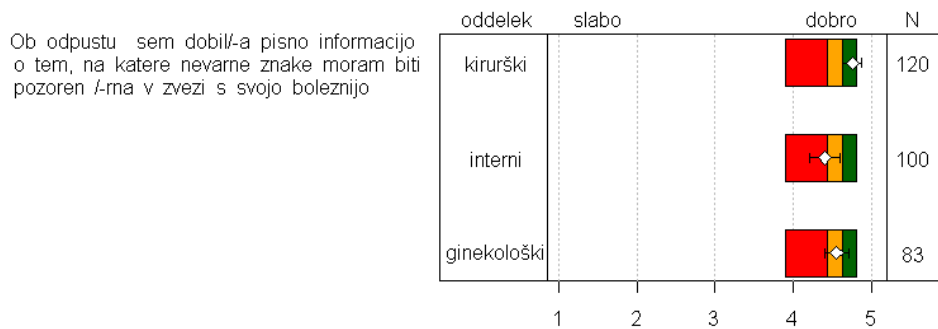 oddelek slabo dobro N
Ob odpustu sem dobil/-a pisno informacijo
o tem, na katere nevarne znake moram biti
pozoren /-rna v zvezi s svojo boleznijo
kirurški 120
interni 100
ginekološki 83
1 2 3 4 5